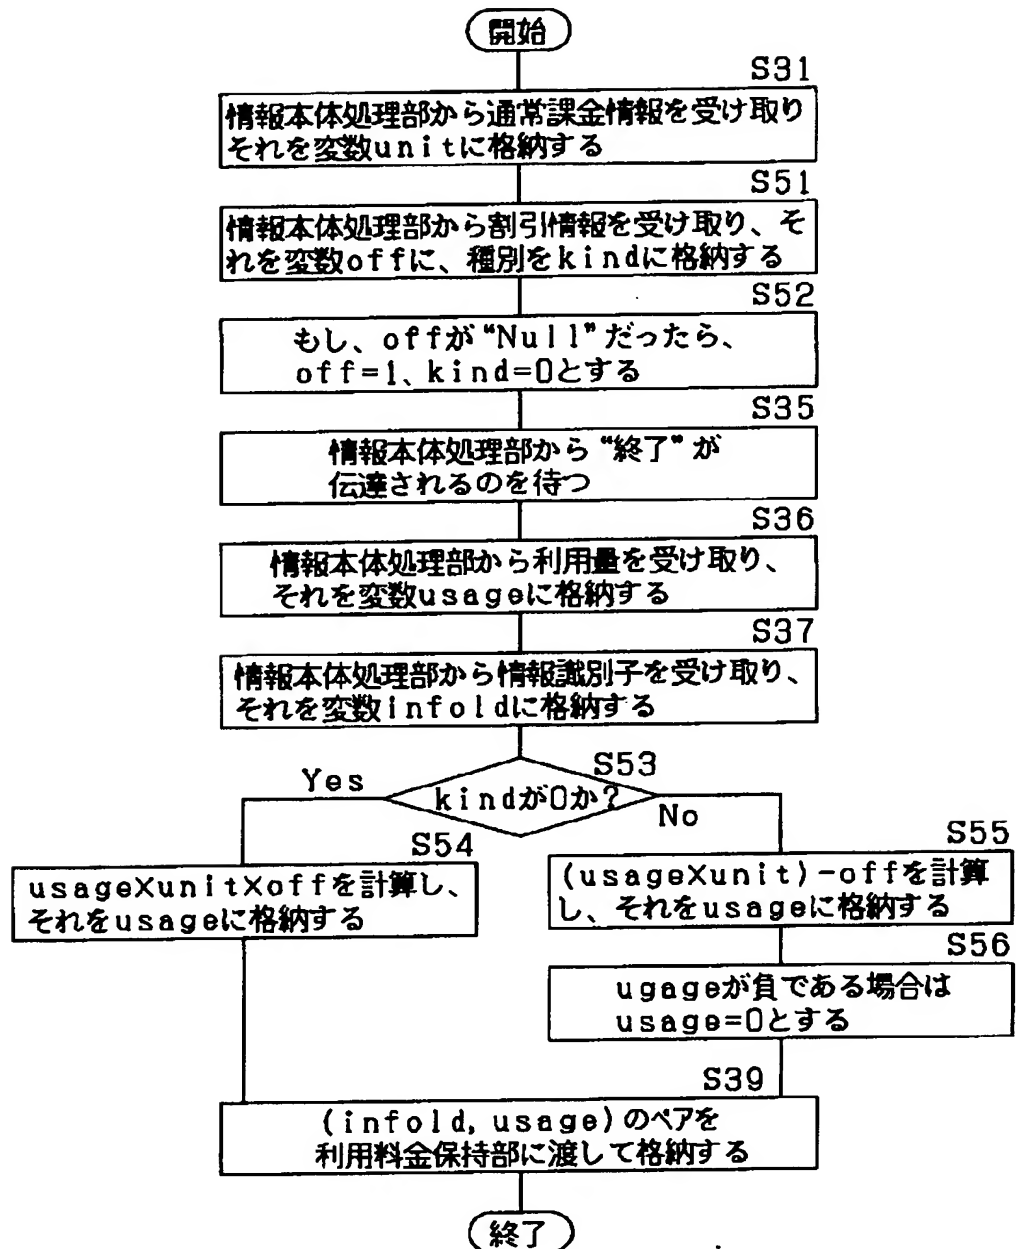 開始
S31
情報本体処理部から通常課金情報を受け取り
それを変数unitに格納する
S51
情報本体処理部から割引情報を受け取り、そ
れを変数offに、種別をkindに格納する
S52
もし、offが“Null”だったら、
off=1、kind=0とする
S35
情報本体処理部から“終了”が
伝達されるのを待つ
S36
情報本体処理部から利用量を受け取り、
それを変数usageに格納する
S37
情報本体処理部から情報識別子を受け取り、
それを変数infoIdに格納する
S53
kindが0か?
Yes
No
S54
usage×unit×offを計算し、
それをusageに格納する
S55
(usage×unit)-offを計算
し、それをusageに格納する
S56
ugageが負である場合は
usage=0とする
S39
(infoId,usage)のペアを
利用料金保持部に渡して格納する
終了